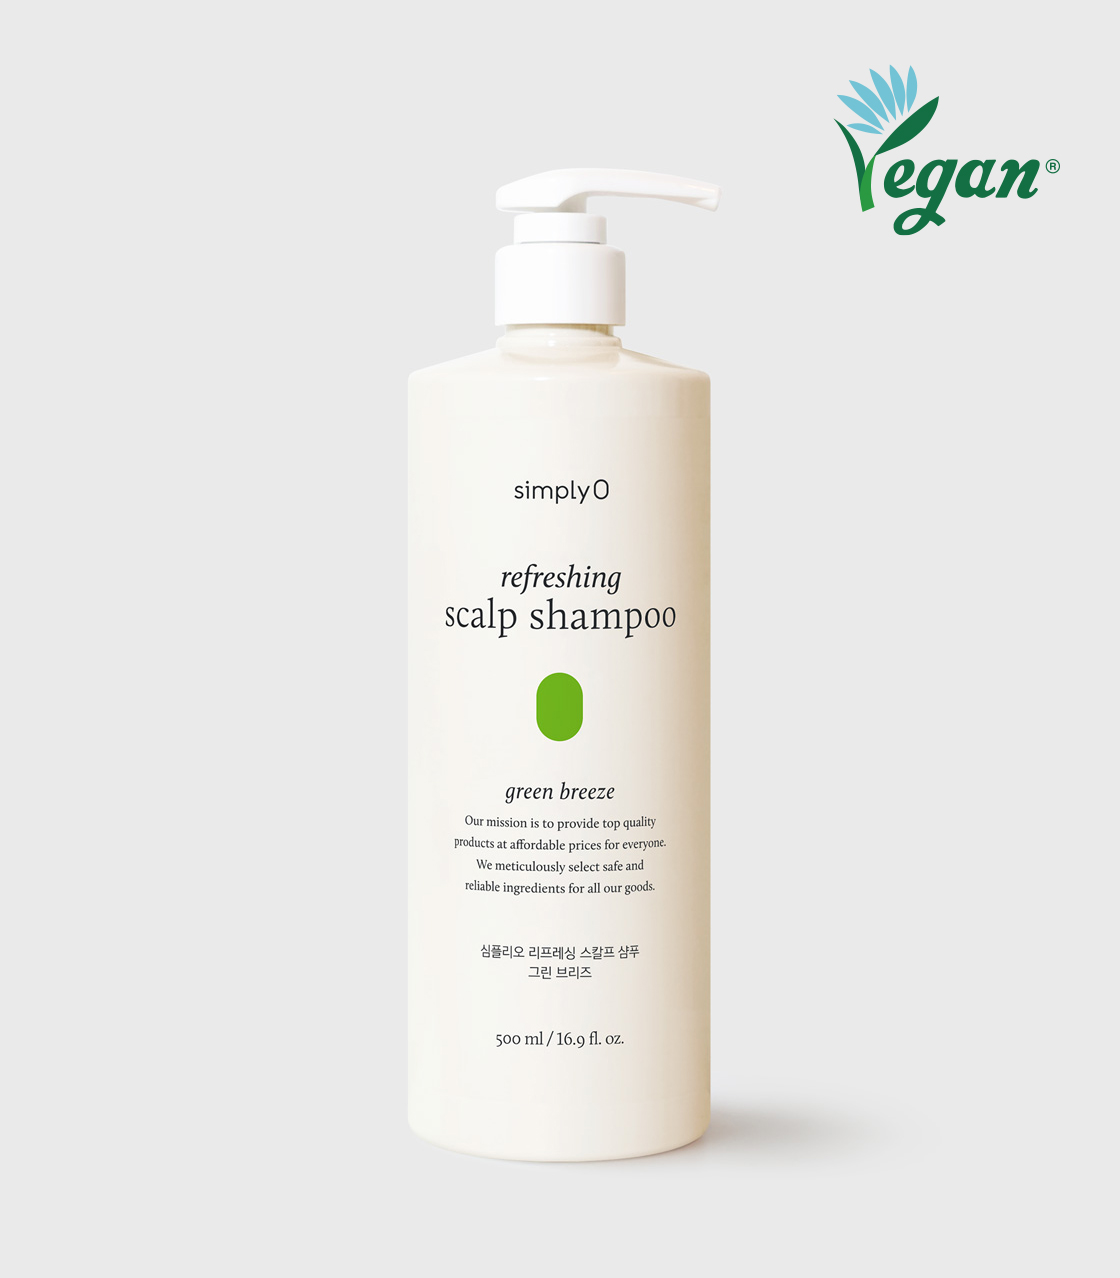 Vegan®
simplyO
refreshing
scalp shampoo
green breeze
Our mission is to provide top quality
products at affordable prices for everyone.
We meticulously select safe and
reliable ingredients for all our goods.
심플리오 리프레싱 스칼프 샴푸
그린 브리즈
500 ml / 16.9 fl. oz.